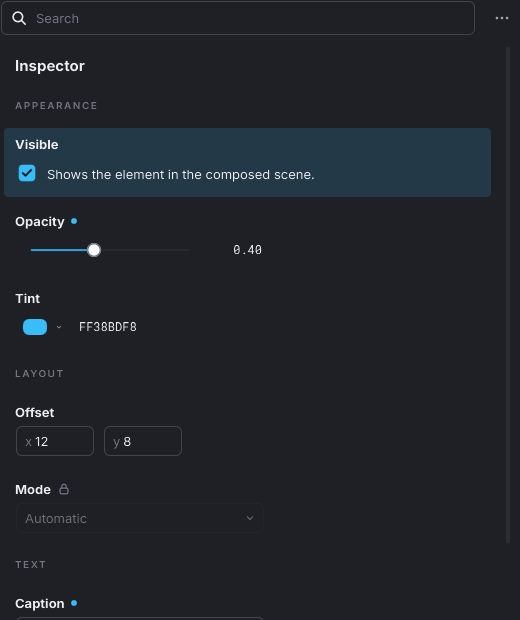 Search
Inspector
APPEARANCE
Visible
Shows the element in the composed scene.
Opacity
0.40
Tint
FF38BDF8
LAYOUT
Offset
x 12 y 8
Mode
Automatic
TEXT
Caption